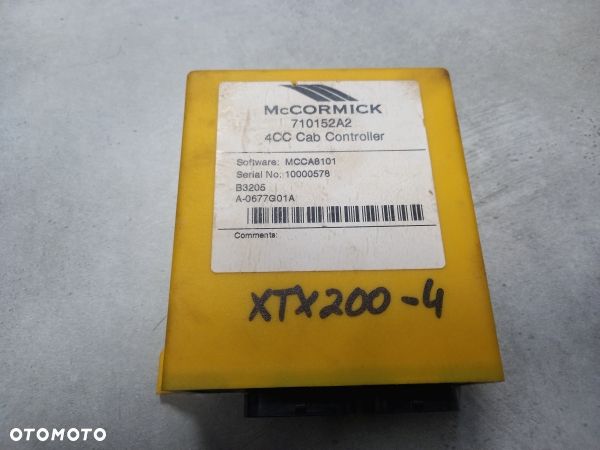 McCORMICK
710152A2
4CC Cab Controller
Software: MCCA8101
Serial No: 10000578
B3205
A-0677G01A
Comments:
XTX200-4
OTOMOTO